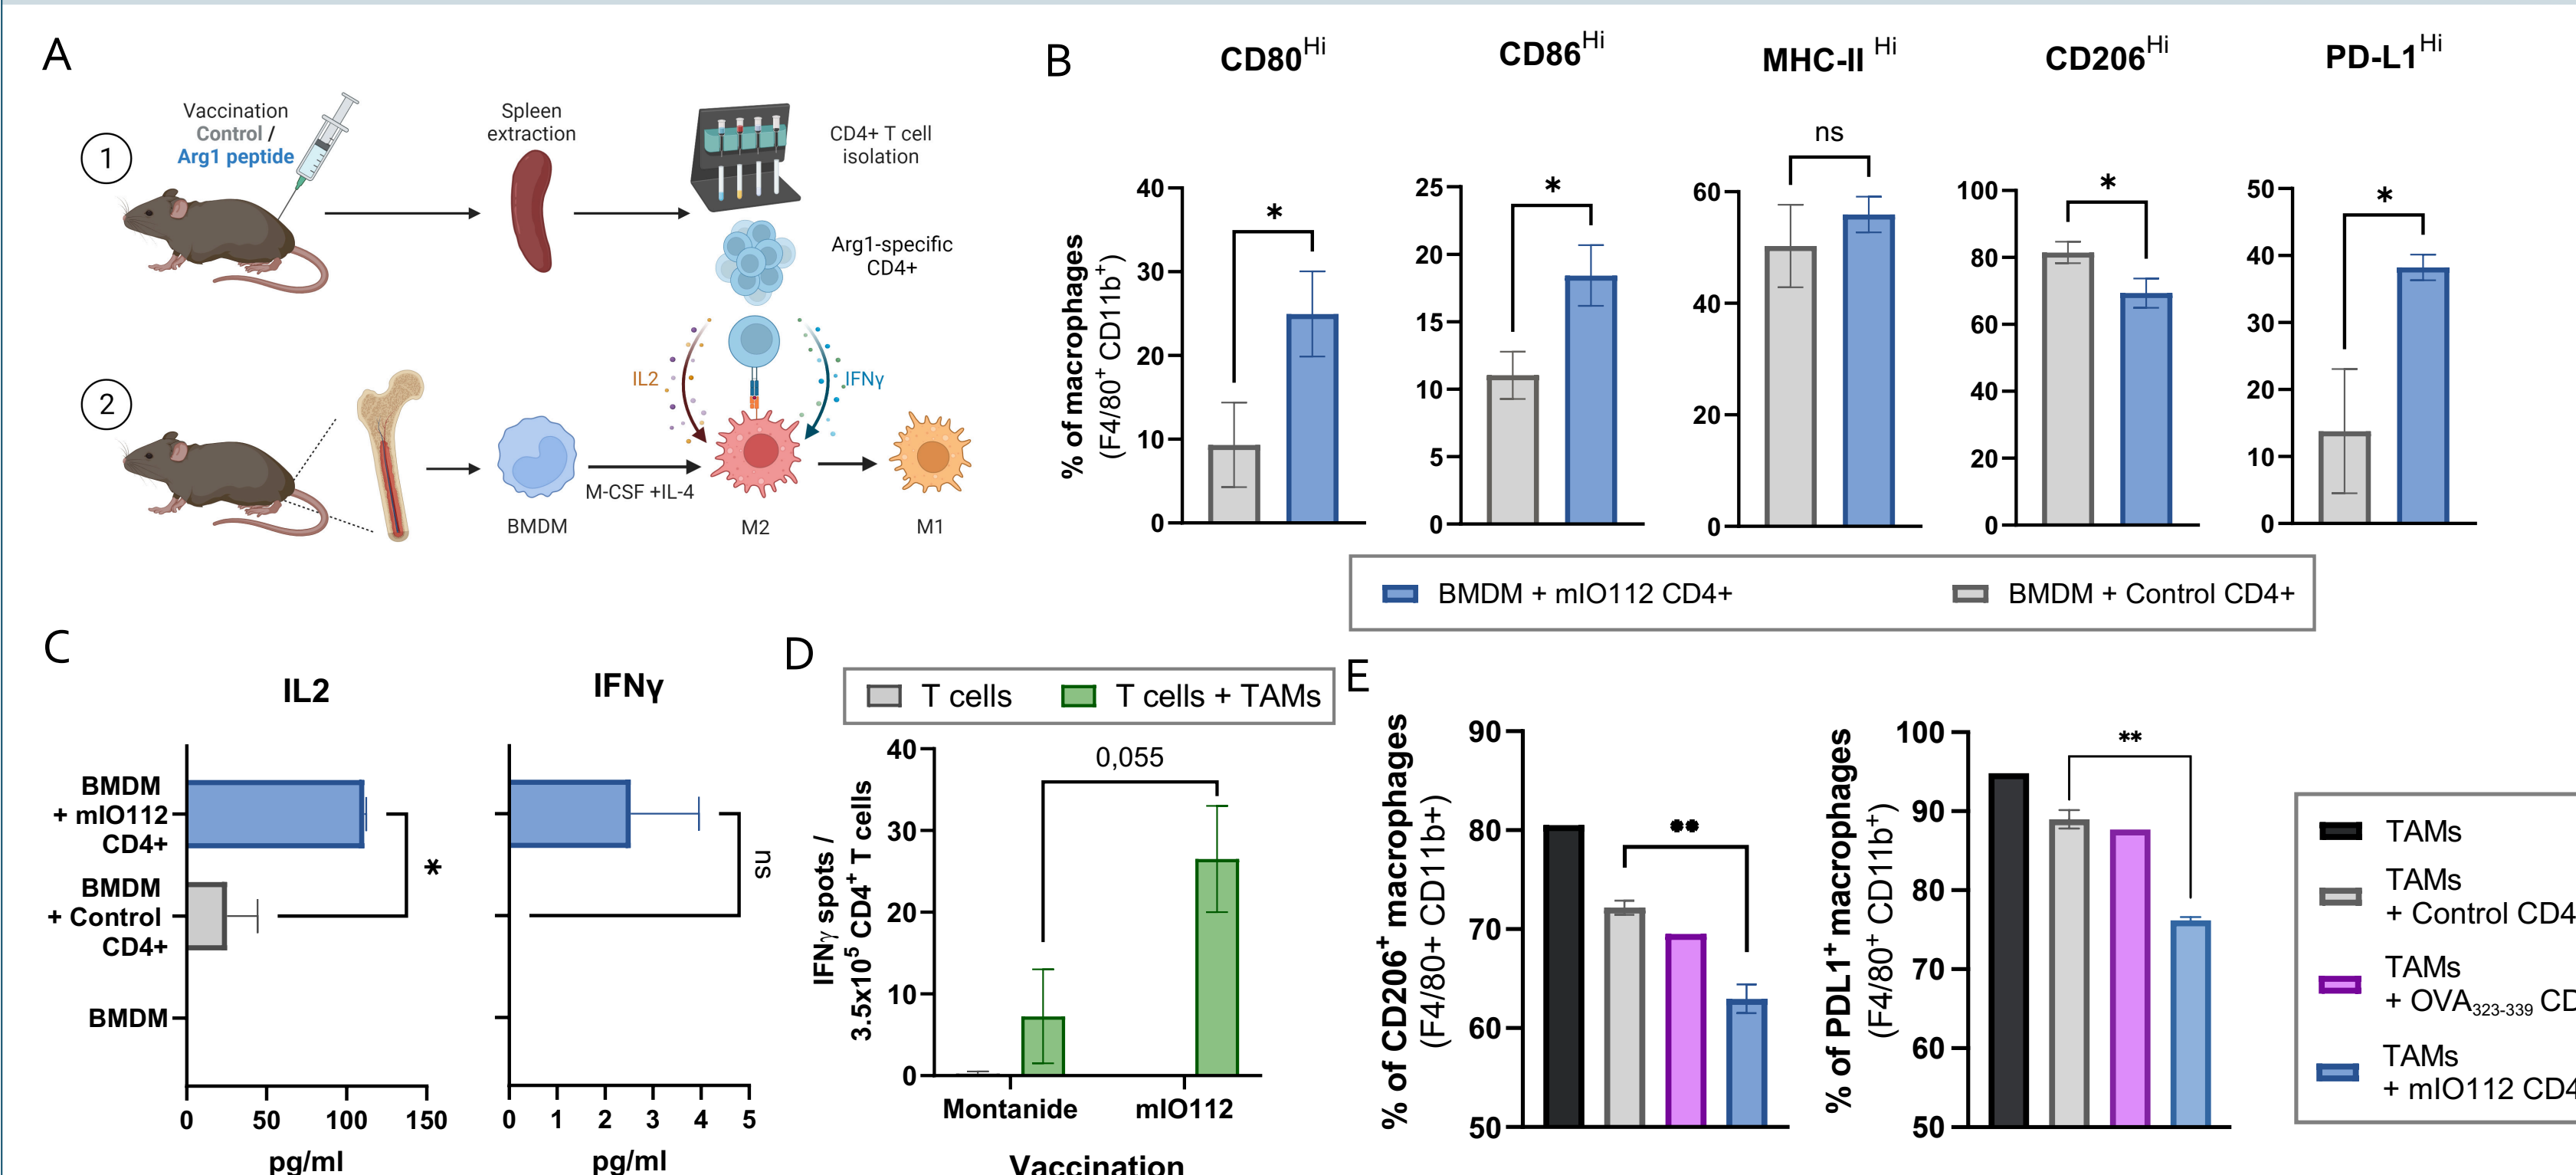 A
Vaccination
Control /
Arg1 peptide
1
Spleen
extraction
CD4+ T cell
isolation
Arg1-specific
CD4+
IL2
IFNγ
2
M-CSF +IL-4
BMDM
M2
M1
B
CD80Hi
CD86Hi
MHC-II Hi
CD206Hi
PD-L1Hi
% of macrophages
(F4/80+ CD11b+)
40
30
20
10
0
*
25
20
15
10
5
0
*
60
40
20
0
ns
100
80
60
40
20
0
*
50
40
30
20
10
0
*
BMDM + mIO112 CD4+
BMDM + Control CD4+
C
IL2
IFNγ
BMDM
+ mIO112
CD4+
BMDM
+ Control
CD4+
BMDM
*
ns
0 50 100 150
pg/ml
0 1 2 3 4 5
pg/ml
D
T cells
T cells + TAMs
IFNγ spots /
3.5x10⁵ CD4+ T cells
40
30
20
10
0
0,055
Montanide
mIO112
Vaccination
E
% of CD206+ macrophages
(F4/80+ CD11b+)
90
80
70
60
50
**
% of PDL1+ macrophages
(F4/80+ CD11b+)
100
90
80
70
60
50
**
TAMs
TAMs
+ Control CD4
TAMs
+ OVA323-339 CD
TAMs
+ mIO112 CD4